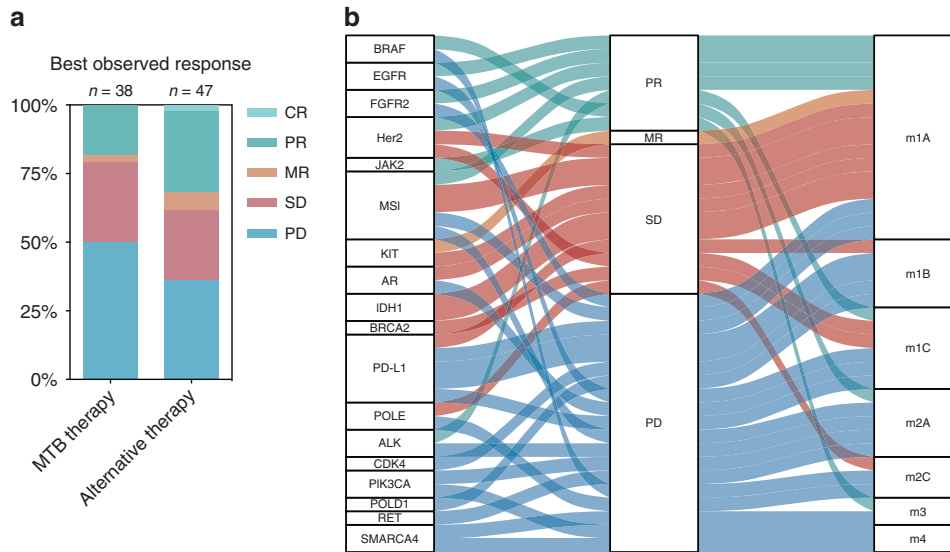 a
Best observed response
n = 38
n = 47
100%
75%
50%
25%
0%
MTB therapy
Alternative therapy
CR
PR
MR
SD
PD
b
BRAF
EGFR
FGFR2
Her2
JAK2
MSI
KIT
AR
IDH1
BRCA2
PD-L1
POLE
ALK
CDK4
PIK3CA
POLD1
RET
SMARCA4
PR
MR
SD
PD
m1A
m1B
m1C
m2A
m2C
m3
m4